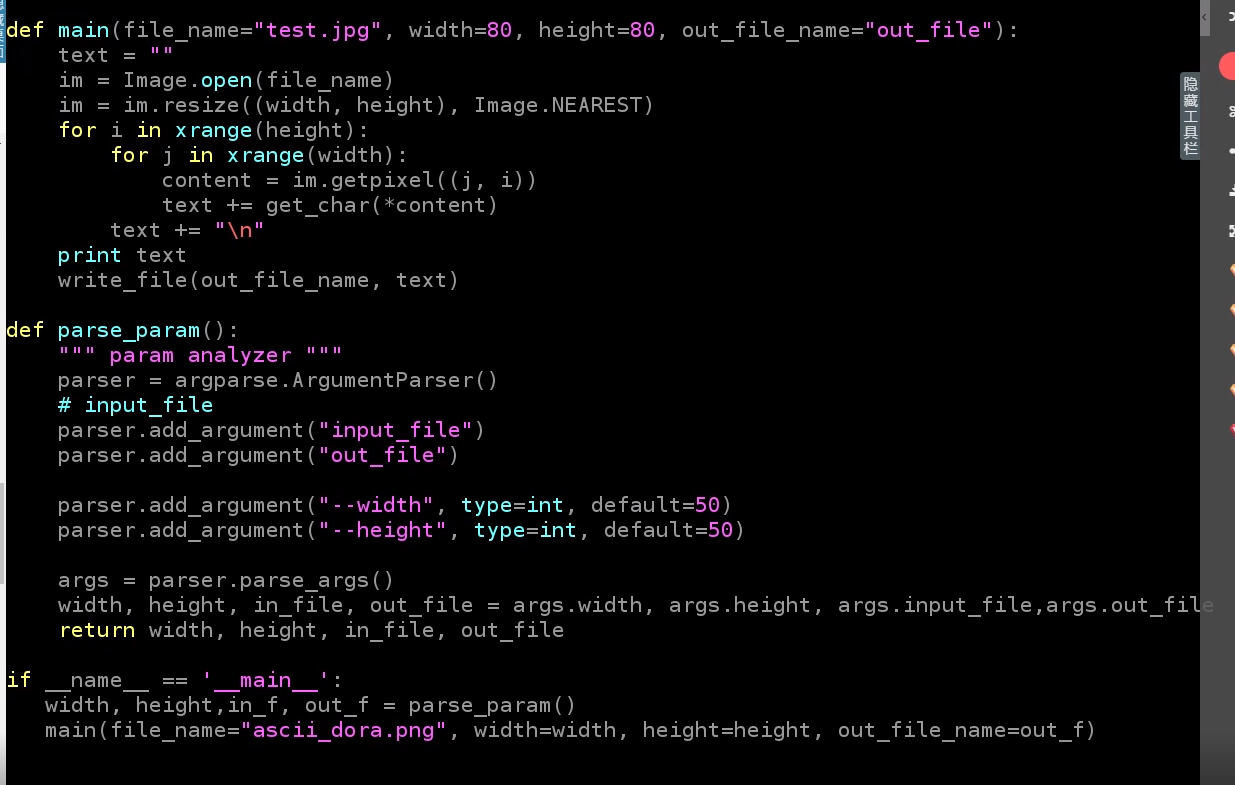 def main(file_name="test.jpg", width=80, height=80, out_file_name="out_file"):
    text = ""
    im = Image.open(file_name)
    im = im.resize((width, height), Image.NEAREST)
    for i in xrange(height):
        for j in xrange(width):
            content = im.getpixel((j, i))
            text += get_char(*content)
        text += "\n"
    print text
    write_file(out_file_name, text)

def parse_param():
    """ param analyzer """
    parser = argparse.ArgumentParser()
    # input_file
    parser.add_argument("input_file")
    parser.add_argument("out_file")

    parser.add_argument("--width", type=int, default=50)
    parser.add_argument("--height", type=int, default=50)

    args = parser.parse_args()
    width, height, in_file, out_file = args.width, args.height, args.input_file,args.out_file
    return width, height, in_file, out_file

if __name__ == '__main__':
   width, height,in_f, out_f = parse_param()
   main(file_name="ascii_dora.png", width=width, height=height, out_file_name=out_f)
隐藏工具栏